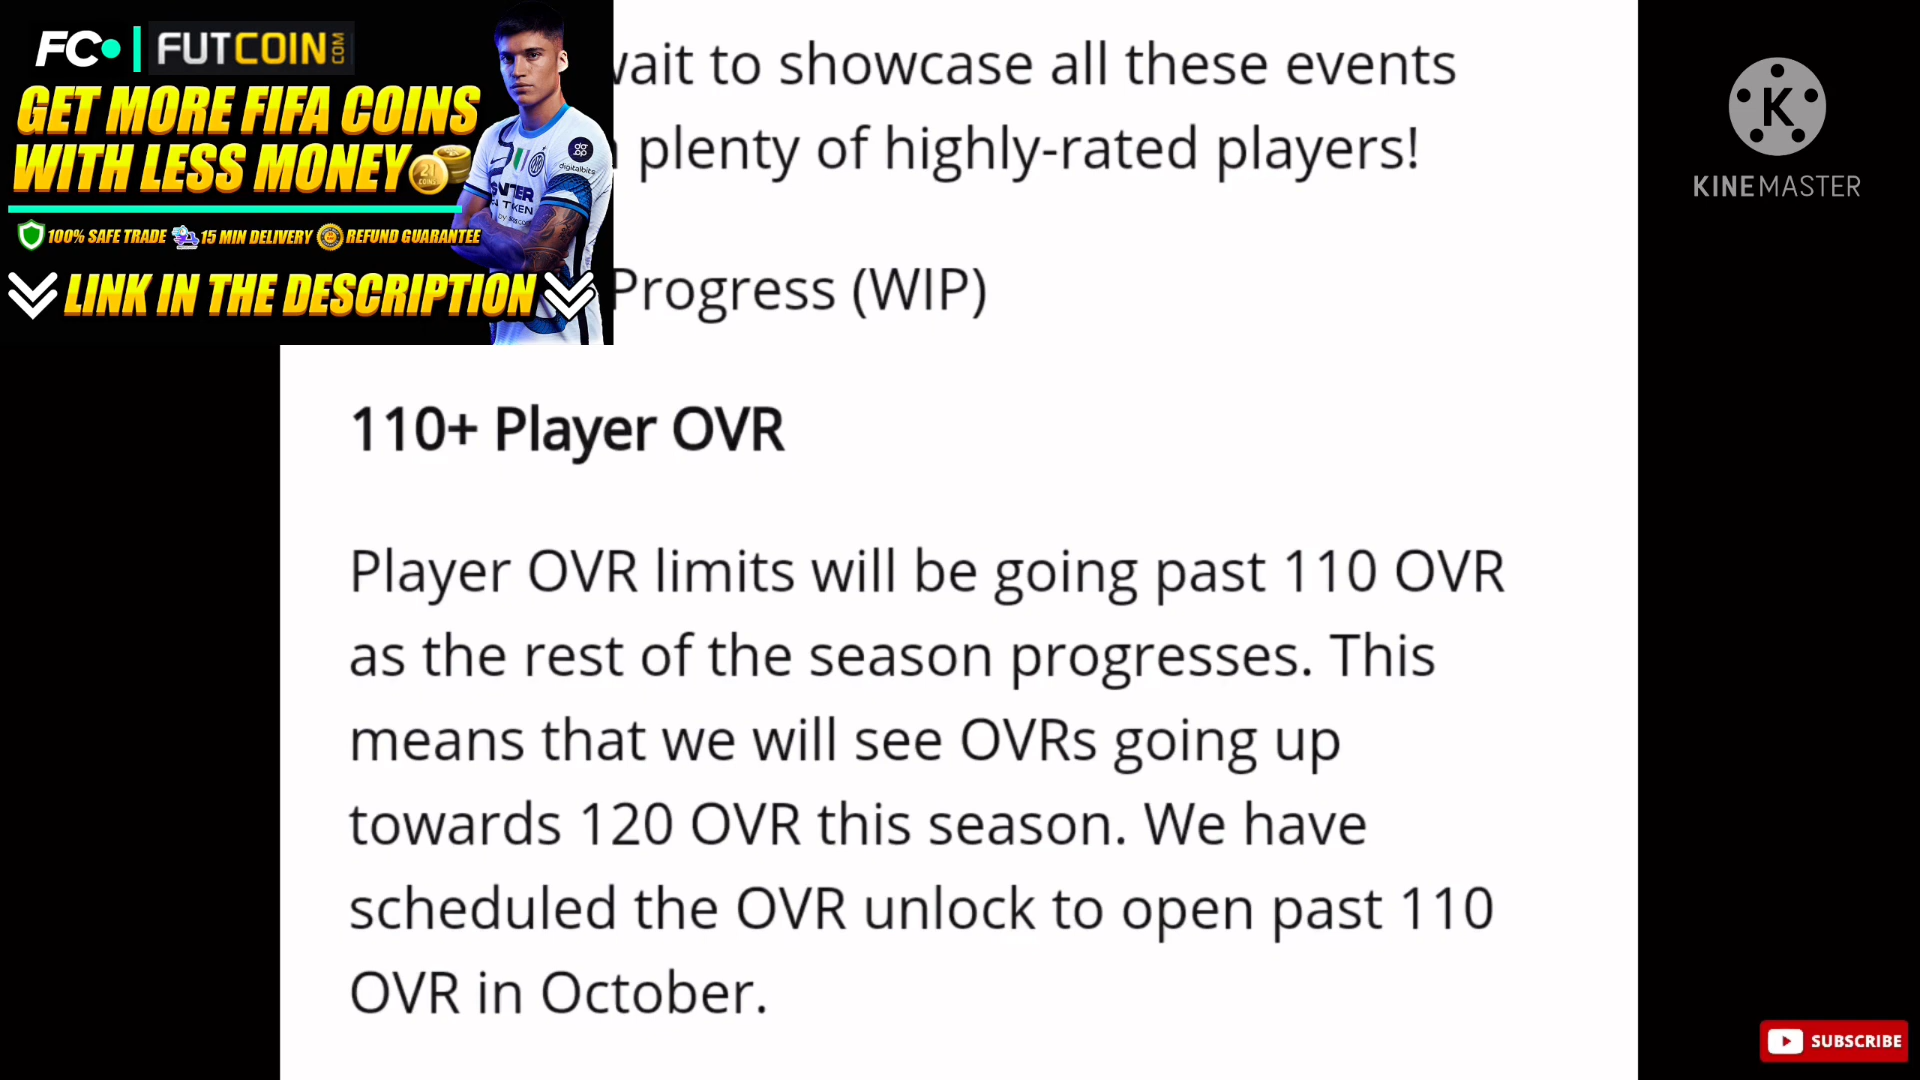 FC
FUTCOIN.COM
GET MORE FIFA COINS
WITH LESS MONEY
100% SAFE TRADE 15 MIN DELIVERY REFUND GUARANTEE
LINK IN THE DESCRIPTION
digitalbits
wait to showcase all these events
plenty of highly-rated players!
Progress (WIP)
110+ Player OVR
Player OVR limits will be going past 110 OVR
as the rest of the season progresses. This
means that we will see OVRs going up
towards 120 OVR this season. We have
scheduled the OVR unlock to open past 110
OVR in October.
K
KINEMASTER
SUBSCRIBE